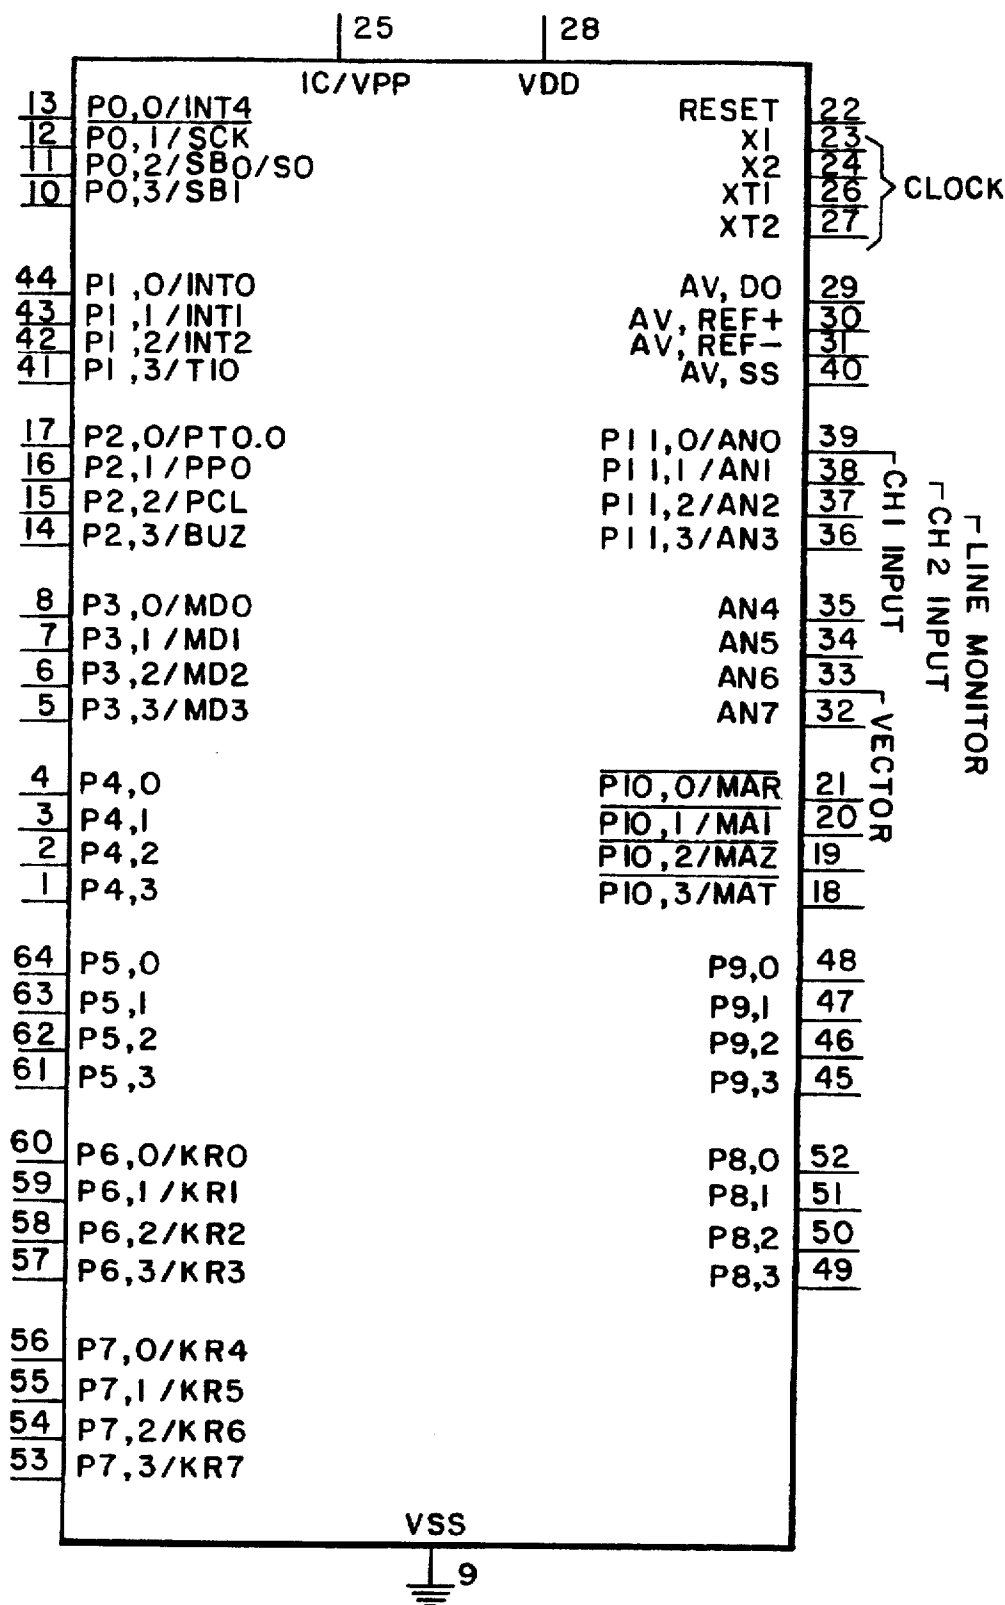 25 28
IC/VPP VDD
13 P0,0/INT4
12 P0,1/SCK
11 P0,2/SB0/SO
10 P0,3/SB1
44 P1,0/INT0
43 P1,1/INT1
42 P1,2/INT2
41 P1,3/TIO
17 P2,0/PTO.O
16 P2,1/PPO
15 P2,2/PCL
14 P2,3/BUZ
8 P3,0/MD0
7 P3,1/MD1
6 P3,2/MD2
5 P3,3/MD3
4 P4,0
3 P4,1
2 P4,2
1 P4,3
64 P5,0
63 P5,1
62 P5,2
61 P5,3
60 P6,0/KR0
59 P6,1/KR1
58 P6,2/KR2
57 P6,3/KR3
56 P7,0/KR4
55 P7,1/KR5
54 P7,2/KR6
53 P7,3/KR7
RESET 22
X1 23
X2 24
XT1 26
XT2 27
CLOCK
AV, DO 29
AV, REF+ 30
AV, REF- 31
AV, SS 40
P11,0/AN0 39
P11,1/AN1 38
P11,2/AN2 37
P11,3/AN3 36
AN4 35
AN5 34
AN6 33
AN7 32
CH1 INPUT
CH2 INPUT
LINE MONITOR
VECTOR
P10,0/MAR 21
P10,1/MAI 20
P10,2/MAZ 19
P10,3/MAT 18
P9,0 48
P9,1 47
P9,2 46
P9,3 45
P8,0 52
P8,1 51
P8,2 50
P8,3 49
VSS
9